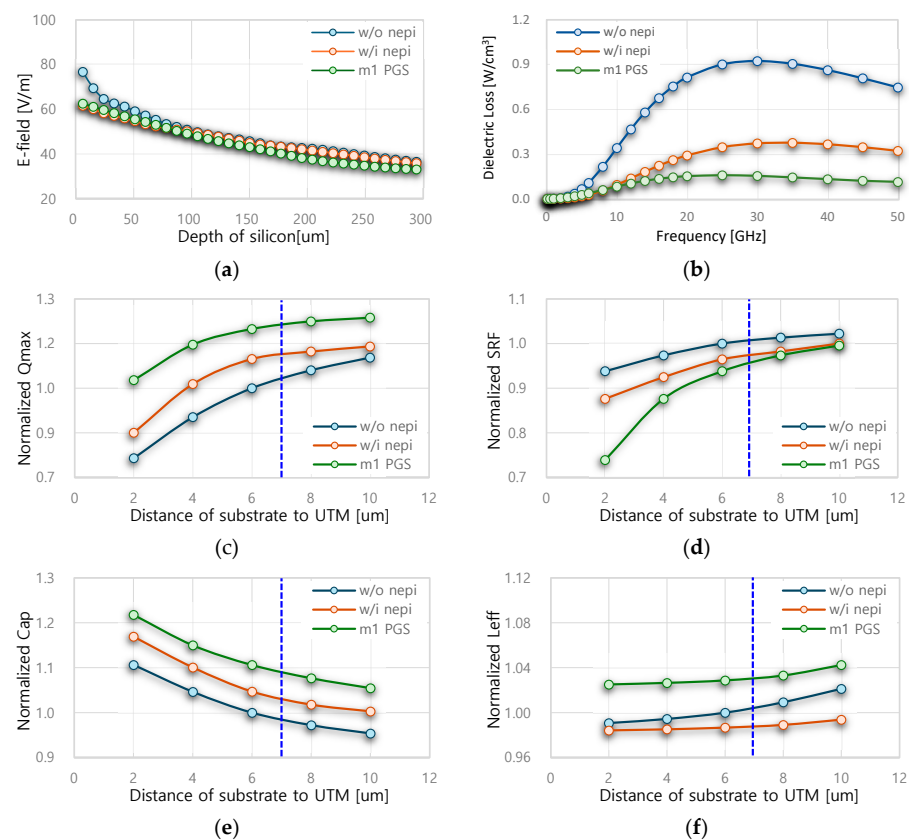 100
80
60
40
20
E-field [V/m]
w/o nepi
w/i nepi
m1 PGS
0 50 100 150 200 250 300
Depth of silicon[um]
(a)
1.2
0.9
0.6
0.3
0.0
Dielectric Loss [W/cm³]
w/o nepi
w/i nepi
m1 PGS
0 10 20 30 40 50
Frequency [GHz]
(b)
1.3
1.2
1.0
0.9
0.7
Normalized Qmax
w/o nepi
w/i nepi
m1 PGS
0 2 4 6 8 10 12
Distance of substrate to UTM [um]
(c)
1.1
1.0
0.9
0.8
0.7
Normalized SRF
w/o nepi
w/i nepi
m1 PGS
0 2 4 6 8 10 12
Distance of substrate to UTM [um]
(d)
1.3
1.2
1.1
1.0
0.9
Normalized Cap
w/o nepi
w/i nepi
m1 PGS
0 2 4 6 8 10 12
Distance of substrate to UTM [um]
(e)
1.12
1.08
1.04
1.00
0.96
Normalized Leff
w/o nepi
w/i nepi
m1 PGS
0 2 4 6 8 10 12
Distance of substrate to UTM [um]
(f)